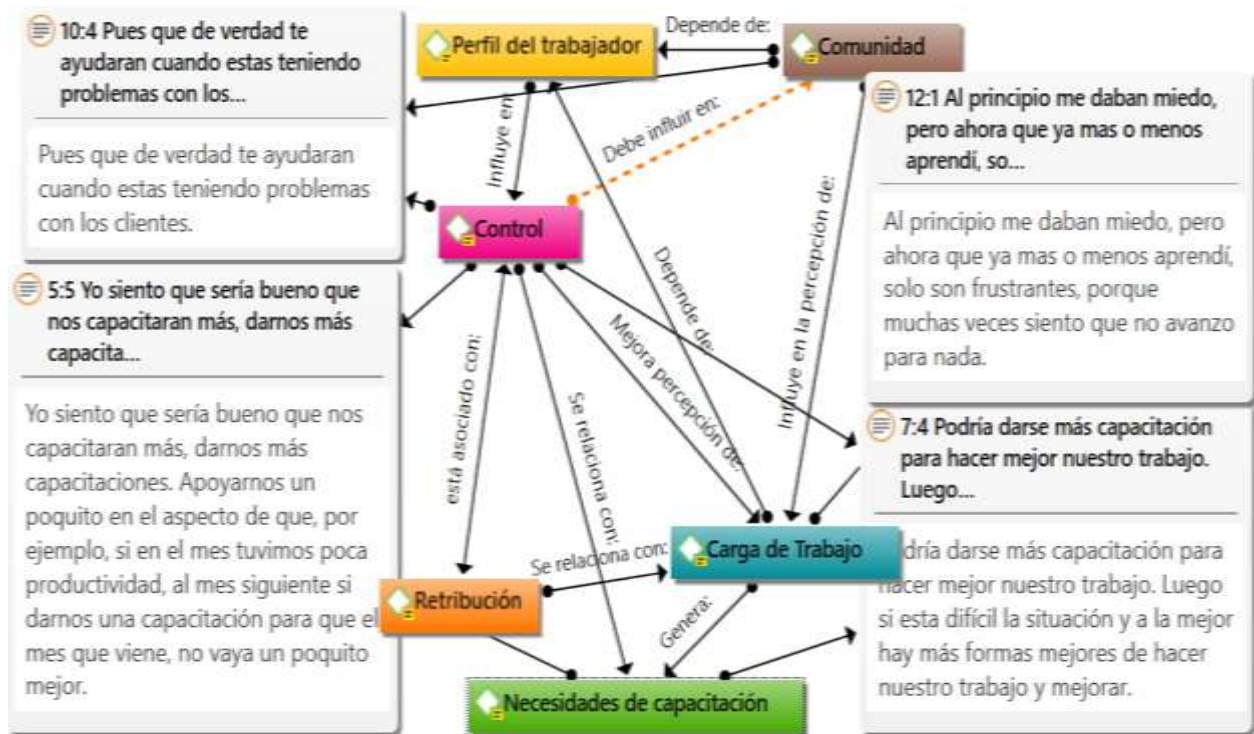 10:4 Pues que de verdad te
ayudaran cuando estas teniendo
problemas con los...
Pues que de verdad te ayudaran
cuando estas teniendo problemas
con los clientes.
5:5 Yo siento que sería bueno que
nos capacitaran más, darnos más
capacita...
Yo siento que sería bueno que nos
capacitaran más, darnos más
capacitaciones. Apoyarnos un
poquito en el aspecto de que, por
ejemplo, si en el mes tuvimos poca
productividad, al mes siguiente si
darnos una capacitación para que el
mes que viene, no vaya un poquito
mejor.
Perfil del trabajador
Depende de:
Comunidad
Influye en:
Debe influir en:
Control
Influye en la percepción de:
Depende de:
Mejora percepción de:
está asociado con:
Se relaciona con:
Se relaciona con:
Carga de Trabajo
Retribución
Genera:
Necesidades de capacitación
12:1 Al principio me daban miedo,
pero ahora que ya mas o menos
aprendí, so...
Al principio me daban miedo, pero
ahora que ya mas o menos aprendí,
solo son frustrantes, porque
muchas veces siento que no avanzo
para nada.
7:4 Podría darse más capacitación
para hacer mejor nuestro trabajo.
Luego...
dría darse más capacitación para
hacer mejor nuestro trabajo. Luego
si esta difícil la situación y a la mejor
hay más formas mejores de hacer
nuestro trabajo y mejorar.